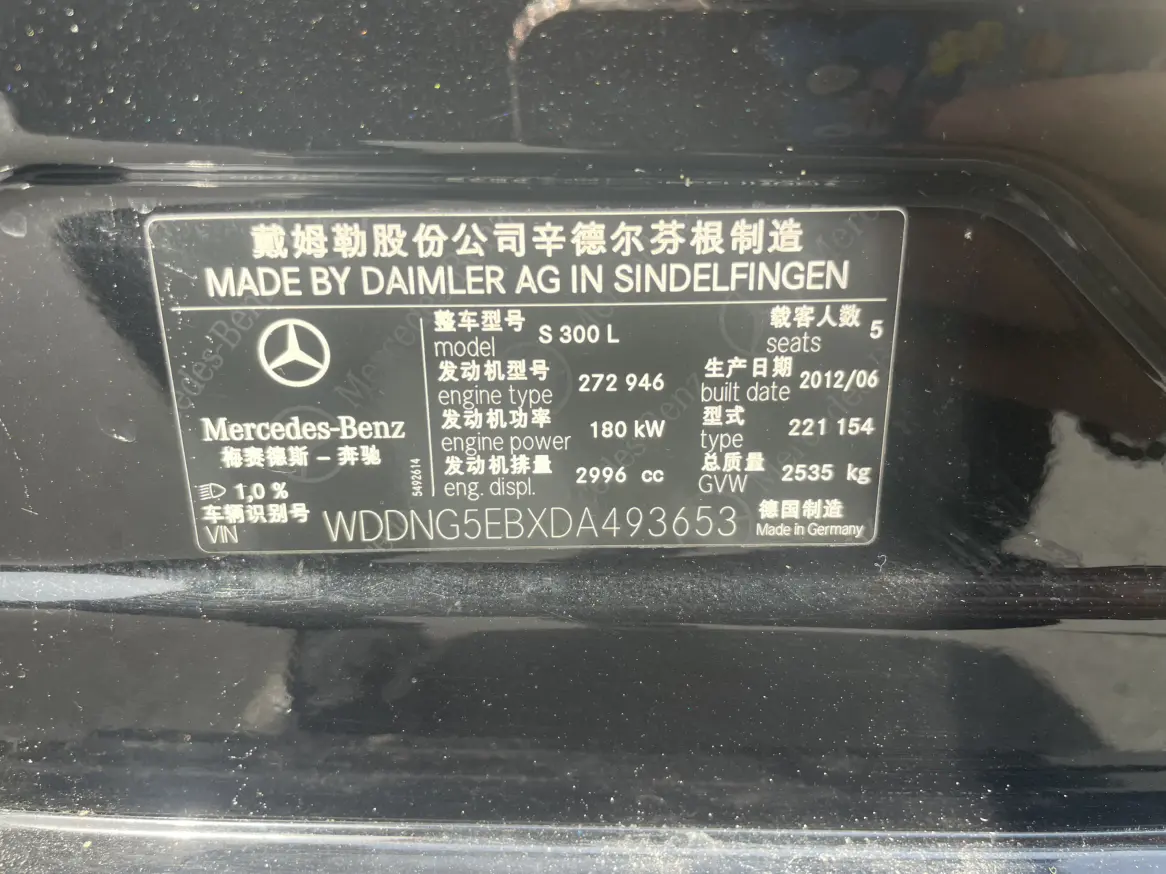 戴姆勒股份公司辛德尔芬根制造
MADE BY DAIMLER AG IN SINDELFINGEN
整车型号 model S 300 L 载客人数 seats 5
发动机型号 engine type 272 946 生产日期 built date 2012/06
发动机功率 engine power 180 kW 型式 type 221 154
发动机排量 eng. displ. 2996 cc 总质量 GVW 2535 kg
Mercedes-Benz
梅赛德斯-奔驰
5492614
1,0 %
车辆识别号 VIN WDDNG5EBXDA493653 德国制造 Made in Germany